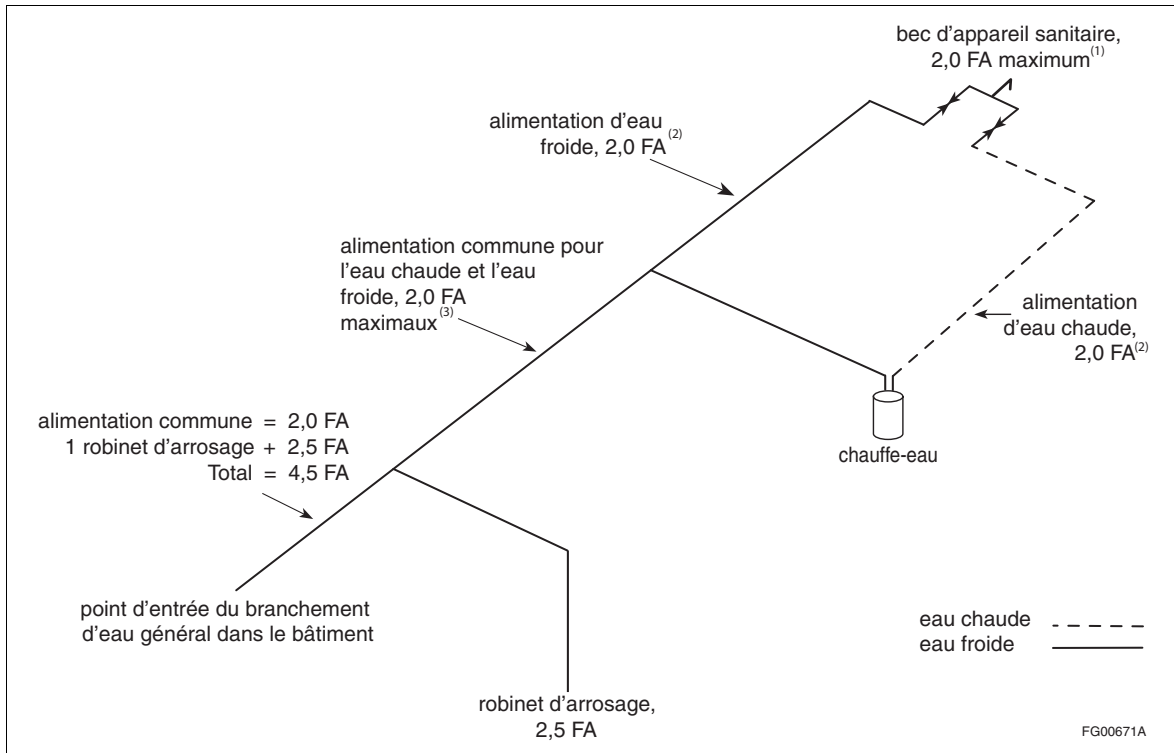 bec d'appareil sanitaire,
2,0 FA maximum(1)
alimentation d'eau
froide, 2,0 FA(2)
alimentation commune pour
l'eau chaude et l'eau
froide, 2,0 FA
maximaux(3)
alimentation
d'eau chaude,
2,0 FA(2)
alimentation commune = 2,0 FA
1 robinet d'arrosage + 2,5 FA
Total = 4,5 FA
chauffe-eau
point d'entrée du branchement
d'eau général dans le bâtiment
eau chaude
eau froide
robinet d'arrosage,
2,5 FA
FG00671A